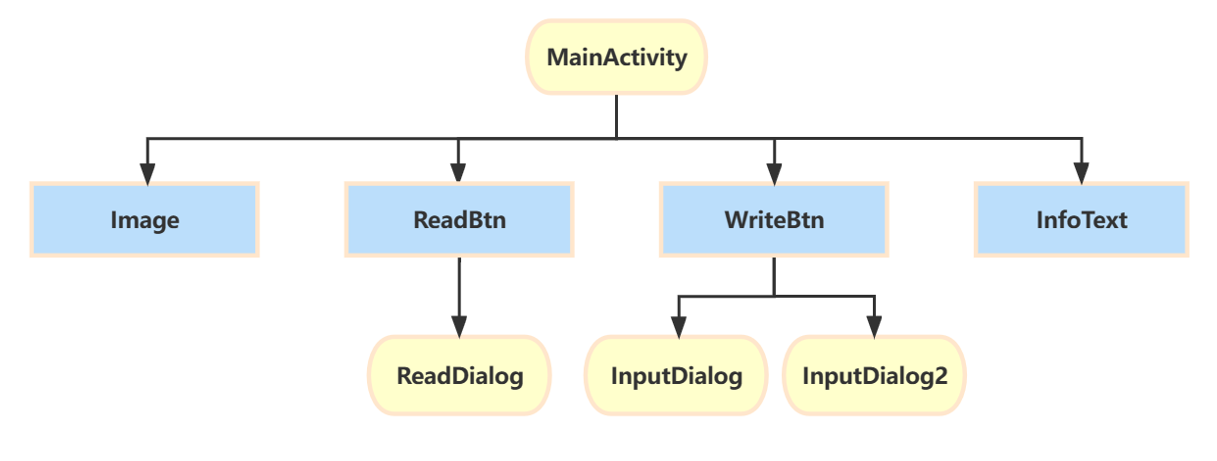 MainActivity
Image
ReadBtn
WriteBtn
InfoText
ReadDialog
InputDialog
InputDialog2